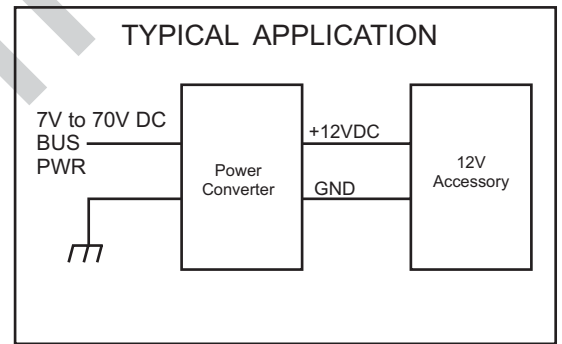 TYPICAL APPLICATION
7V to 70V DC
BUS
PWR
Power
Converter
+12VDC
GND
12V
Accessory